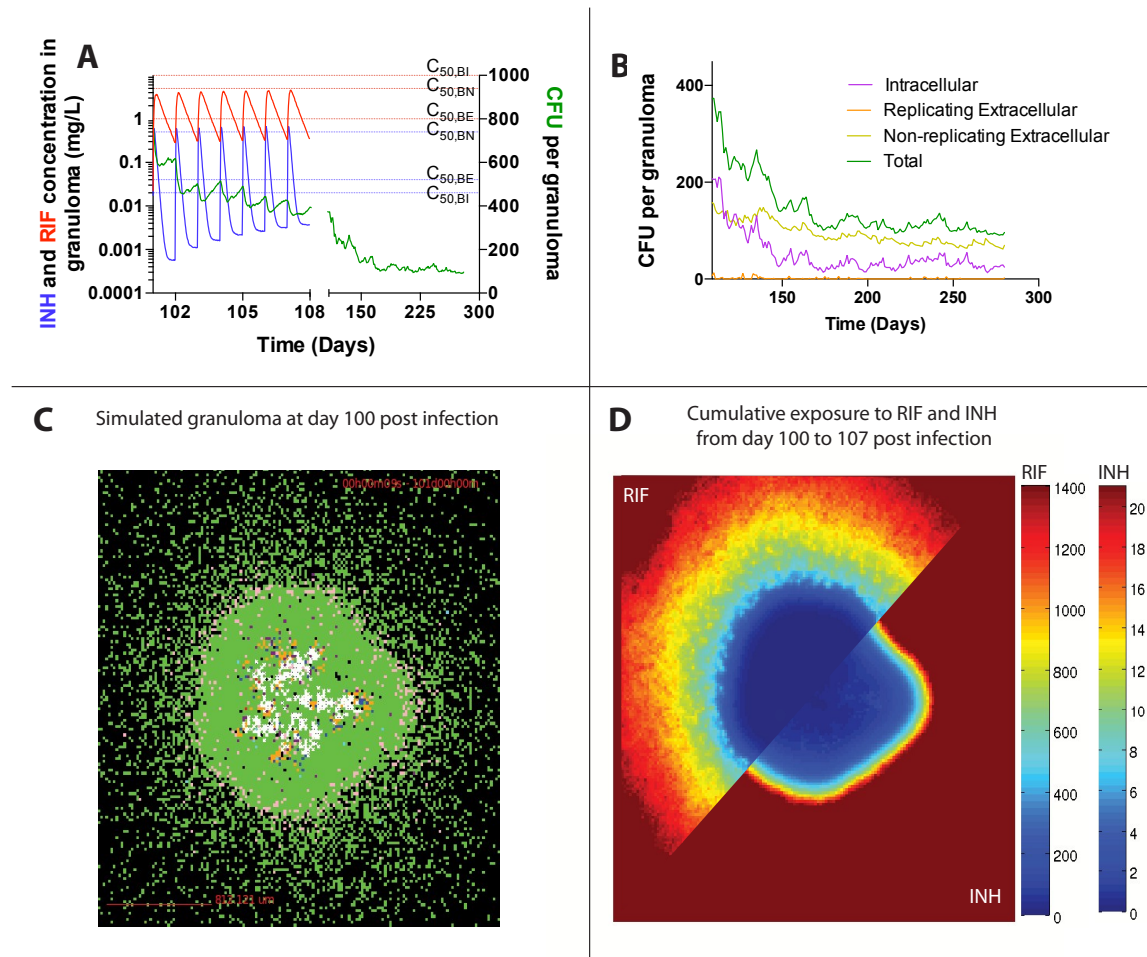 A
INH and RIF concentration in
granuloma (mg/L)
1
0.1
0.01
0.001
0.0001
C50,BI
C50,BN
C50,BE
C50,BN
C50,BE
C50,BI
1000
800
600
400
200
0
CFU per granuloma
102 105 108 150 225 300
Time (Days)
B
CFU per granuloma
400
200
0
Intracellular
Replicating Extracellular
Non-replicating Extracellular
Total
150 200 250 300
Time (Days)
C
Simulated granuloma at day 100 post infection
00h00m09s - 101d00h00m
D
Cumulative exposure to RIF and INH
from day 100 to 107 post infection
RIF
INH
RIF
1400
1200
1000
800
600
400
200
0
INH
20
18
16
14
12
10
8
6
4
2
0